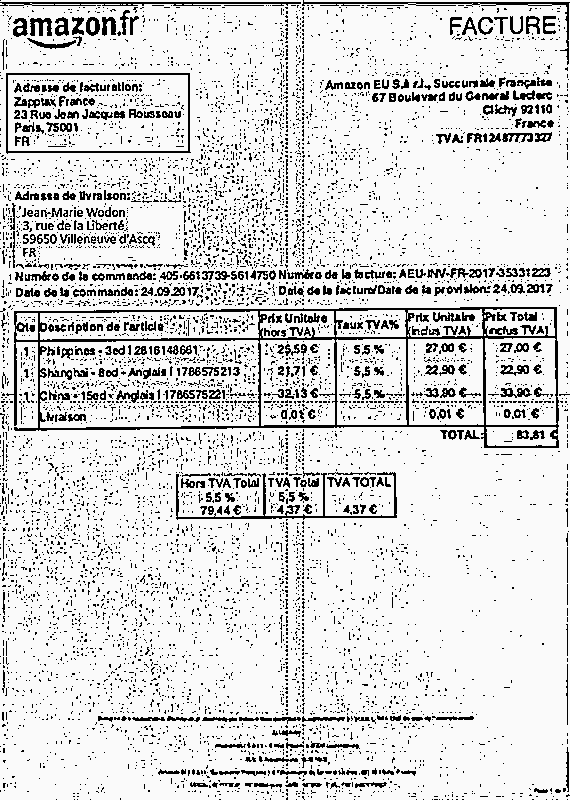 amazon.fr
FACTURE
Adresse de facturation:
Zapptax France
23 Rue Jean Jacques Rousseau
Paris, 75001
FR
Amazon EU S.à r.l., Succursale Française
67 Boulevard du General Leclerc
Clichy 92110
France
TVA: FR12487773327
Adresse de livraison:
Jean-Marie Wodon
3, rue de la Liberté
59650 Villeneuve d'Ascq
FR
Numéro de la commande: 405-6613739-5614750 Numéro de la facture: AEU-INV-FR-2017-35331223
Date de la commande: 24.09.2017 Date de la facture/Date de la provision: 24.09.2017
Qté Description de l'article Prix Unitaire (hors TVA) Taux TVA% Prix Unitaire (inclus TVA) Prix Total (inclus TVA)
1 Philippines - 3ed | 2816148661 25,59 € 5,5 % 27,00 € 27,00 €
1 Shanghai - 8ed - Anglais | 1786575213 21,71 € 5,5 % 22,90 € 22,90 €
1 China - 15ed - Anglais | 1786575221 32,13 € 5,5 % 33,90 € 33,90 €
Livraison 0,01 € 0,01 € 0,01 €
TOTAL: 83,81 €
Hors TVA Total TVA Total TVA TOTAL
5,5 % 5,5 %
79,44 € 4,37 € 4,37 €